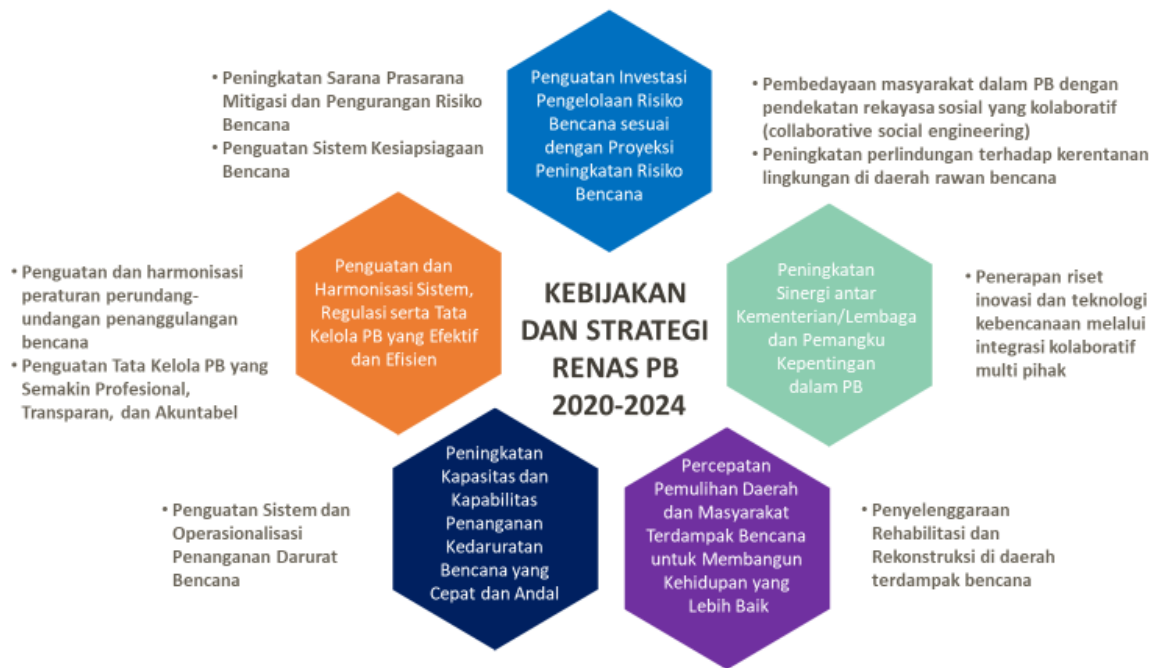 • Peningkatan Sarana Prasarana
Mitigasi dan Pengurangan Risiko
Bencana
• Penguatan Sistem Kesiapsiagaan
Bencana
Penguatan Investasi
Pengelolaan Risiko
Bencana sesuai
dengan Proyeksi
Peningkatan Risiko
Bencana
• Pembedayaan masyarakat dalam PB dengan
pendekatan rekayasa sosial yang kolaboratif
(collaborative social engineering)
• Peningkatan perlindungan terhadap kerentanan
lingkungan di daerah rawan bencana
• Penguatan dan harmonisasi
peraturan perundang-
undangan penanggulangan
bencana
• Penguatan Tata Kelola PB yang
Semakin Profesional,
Transparan, dan Akuntabel
Penguatan dan
Harmonisasi Sistem,
Regulasi serta Tata
Kelola PB yang Efektif
dan Efisien
KEBIJAKAN
DAN STRATEGI
RENAS PB
2020-2024
Peningkatan
Sinergi antar
Kementerian/Lembaga
dan Pemangku
Kepentingan
dalam PB
• Penerapan riset
inovasi dan teknologi
kebencanaan melalui
integrasi kolaboratif
multi pihak
• Penguatan Sistem dan
Operasionalisasi
Penanganan Darurat
Bencana
Peningkatan
Kapasitas dan
Kapabilitas
Penanganan
Kedaruratan
Bencana yang
Cepat dan Andal
Percepatan
Pemulihan Daerah
dan Masyarakat
Terdampak Bencana
untuk Membangun
Kehidupan yang
Lebih Baik
• Penyelenggaraan
Rehabilitasi dan
Rekonstruksi di daerah
terdampak bencana